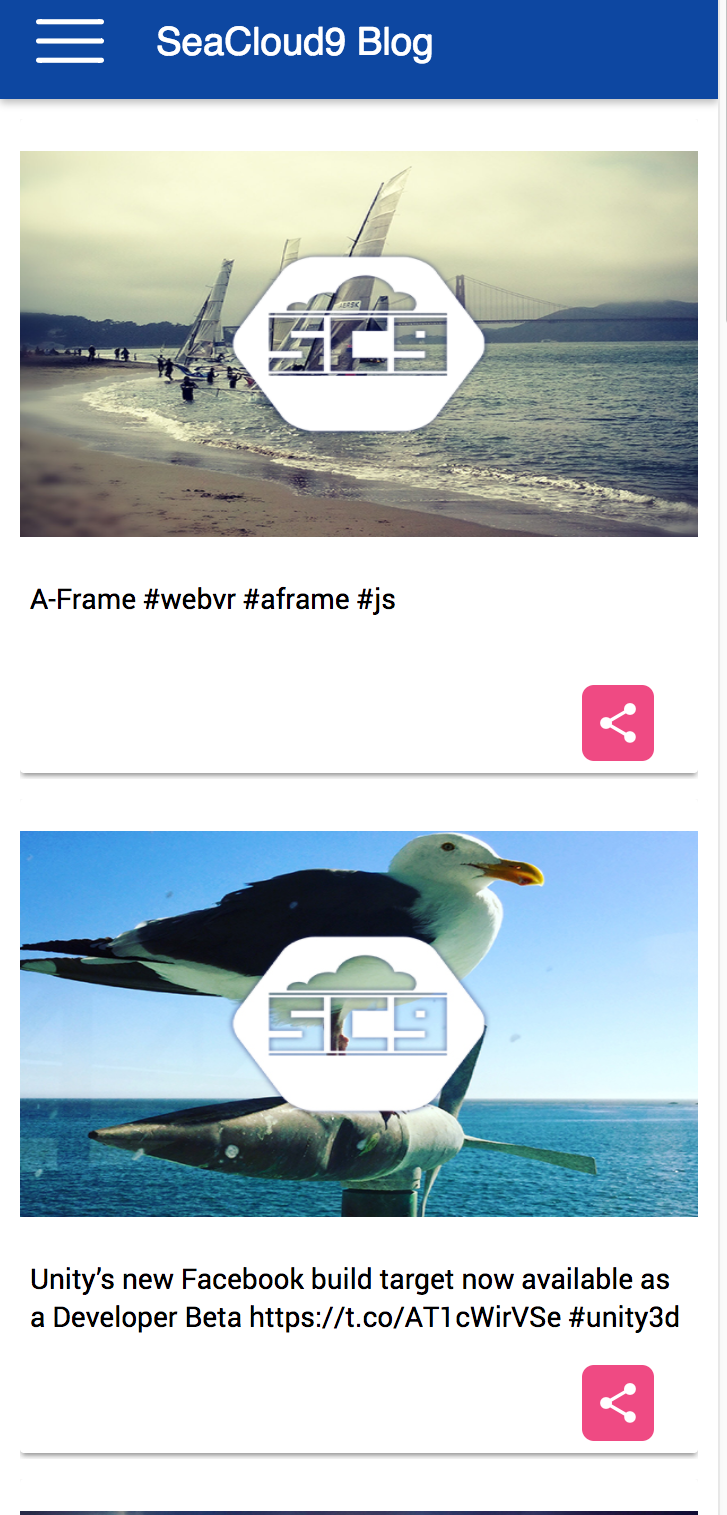 SeaCloud9 Blog
SC9
A-Frame #webvr #aframe #js
SC9
Unity’s new Facebook build target now available as
a Developer Beta https://t.co/AT1cWirVSe #unity3d